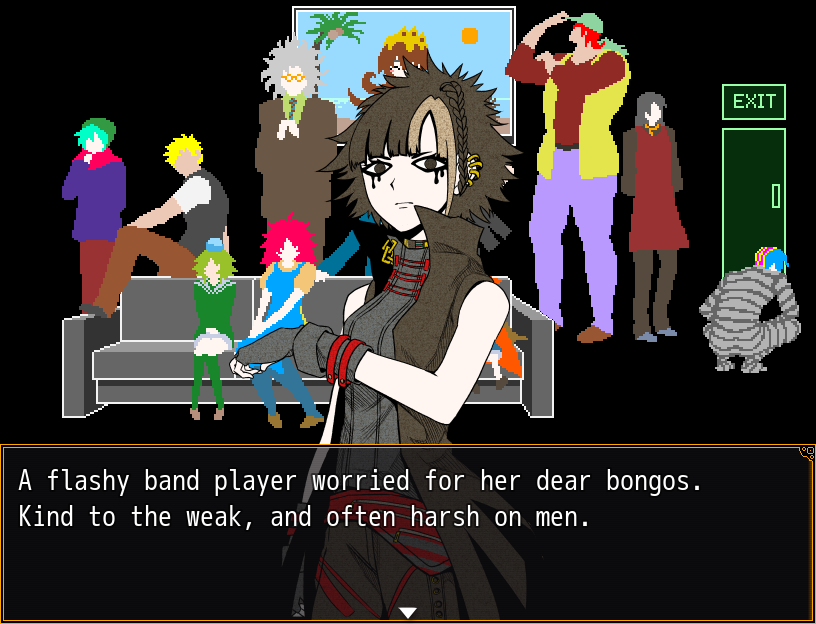 EXIT
A flashy band player worried for her dear bongos.
Kind to the weak, and often harsh on men.